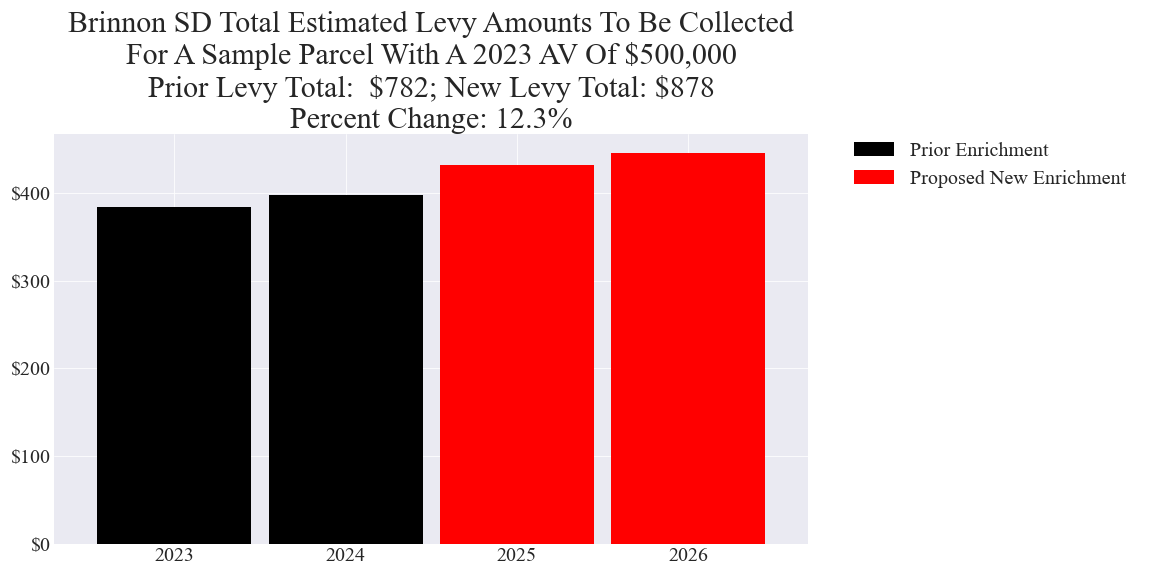 Brinnon SD Total Estimated Levy Amounts To Be Collected
For A Sample Parcel With A 2023 AV Of $500,000
Prior Levy Total:  $782; New Levy Total: $878
Percent Change: 12.3%
Prior Enrichment
Proposed New Enrichment
$400
$300
$200
$100
$0
2023 2024 2025 2026